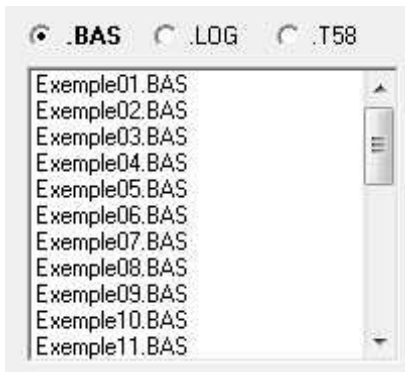 .BAS .LOG .T58
Exemple01.BAS
Exemple02.BAS
Exemple03.BAS
Exemple04.BAS
Exemple05.BAS
Exemple06.BAS
Exemple07.BAS
Exemple08.BAS
Exemple09.BAS
Exemple10.BAS
Exemple11.BAS